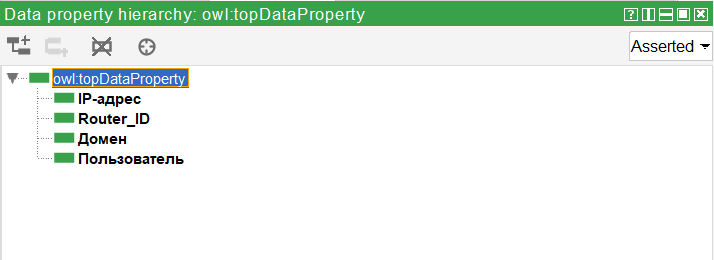 Data property hierarchy: owl:topDataProperty
Asserted
owl:topDataProperty
IP-адрес
Router_ID
Домен
Пользователь